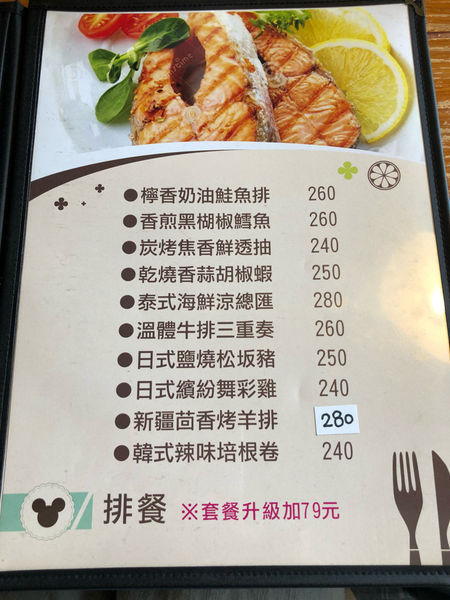 ●檸香奶油鮭魚排 260
●香煎黑楜椒鱈魚 260
●炭烤焦香鮮透抽 240
●乾燒香蒜胡椒蝦 250
●泰式海鮮涼總匯 280
●溫體牛排三重奏 260
●日式鹽燒松坂豬 250
●日式繽紛舞彩雞 240
●新疆茴香烤羊排 280
●韓式辣味培根卷 240
排餐 ※套餐升級加79元